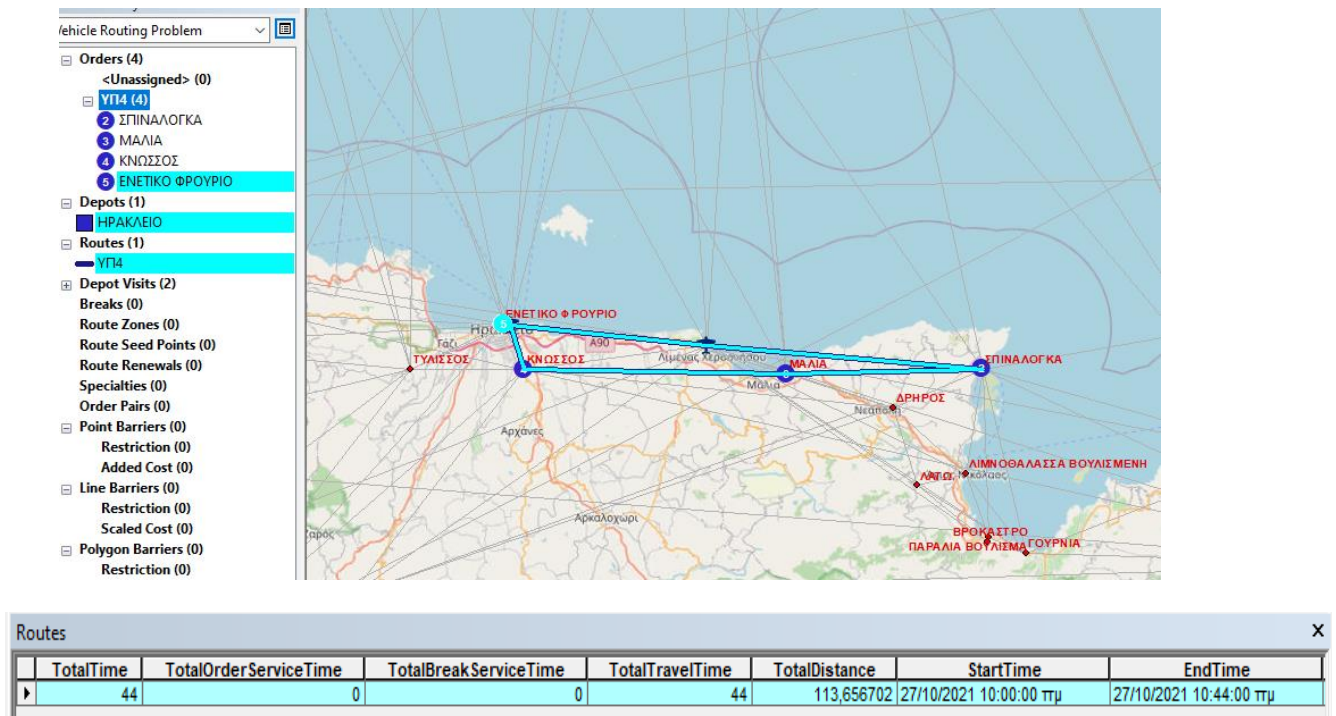 Vehicle Routing Problem
Orders (4)
<Unassigned> (0)
ΥΠ4 (4)
2 ΣΠΙΝΑΛΟΓΚΑ
3 ΜΑΛΙΑ
4 ΚΝΩΣΣΟΣ
5 ΕΝΕΤΙΚΟ ΦΡΟΥΡΙΟ
Depots (1)
ΗΡΑΚΛΕΙΟ
Routes (1)
ΥΠ4
Depot Visits (2)
Breaks (0)
Route Zones (0)
Route Seed Points (0)
Route Renewals (0)
Specialties (0)
Order Pairs (0)
Point Barriers (0)
Restriction (0)
Added Cost (0)
Line Barriers (0)
Restriction (0)
Scaled Cost (0)
Polygon Barriers (0)
Restriction (0)
5 ΕΝΕΤΙΚΟ ΦΡΟΥΡΙΟ
Γάζι
A90
ΤΥΛΙΣΣΟΣ
4 ΚΝΩΣΣΟΣ
Λιμένας Χερσονήσου
3 ΜΑΛΙΑ
Μάλια
2 ΣΠΙΝΑΛΟΓΚΑ
ΔΡΗΡΟΣ
Νεάπολη
Αρχάνες
ΛΙΜΝΟΘΑΛΑΣΣΑ ΒΟΥΛΙΣΜΕΝΗ
ΛΑΤΩ
Νικόλαος
Αρκαλοχώρι
ΒΡΟΚΑΣΤΡΟ
ΠΑΡΑΛΙΑ ΒΟΥΛΙΣΜΑ
ΓΟΥΡΝΙΑ
Routes x
TotalTime TotalOrderServiceTime TotalBreakServiceTime TotalTravelTime TotalDistance StartTime EndTime
44 0 0 44 113,656702 27/10/2021 10:00:00 πμ 27/10/2021 10:44:00 πμ